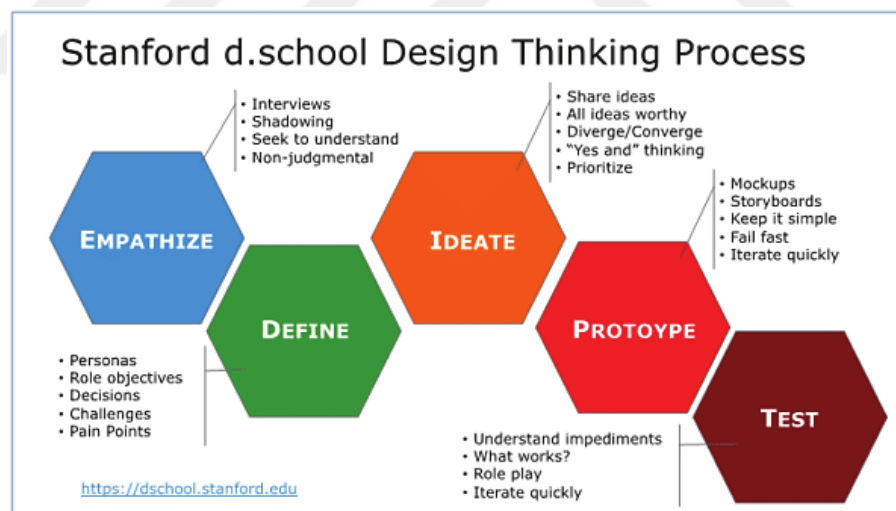 Stanford d.school Design Thinking Process
• Interviews
• Shadowing
• Seek to understand
• Non-judgmental
EMPATHIZE
• Personas
• Role objectives
• Decisions
• Challenges
• Pain Points
DEFINE
• Share ideas
• All ideas worthy
• Diverge/Converge
• “Yes and” thinking
• Prioritize
IDEATE
• Mockups
• Storyboards
• Keep it simple
• Fail fast
• Iterate quickly
PROTOYPE
• Understand impediments
• What works?
• Role play
• Iterate quickly
TEST
https://dschool.stanford.edu